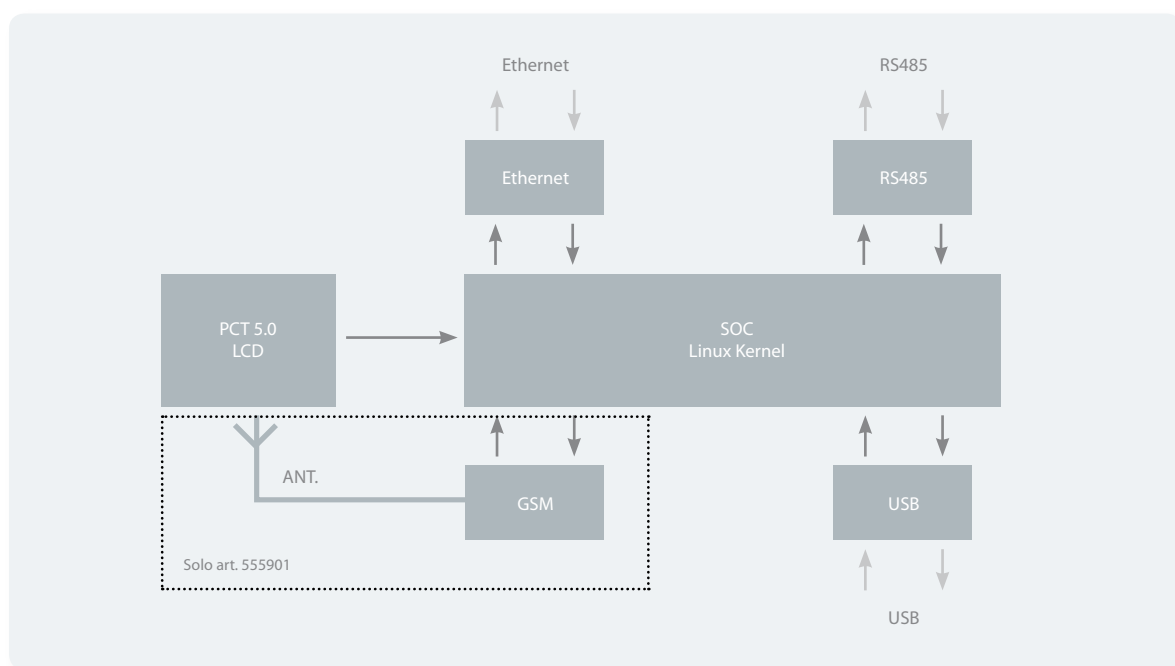 Ethernet
RS485
Ethernet
RS485
PCT 5.0
LCD
SOC
Linux Kernel
ANT.
GSM
USB
Solo art. 555901
USB